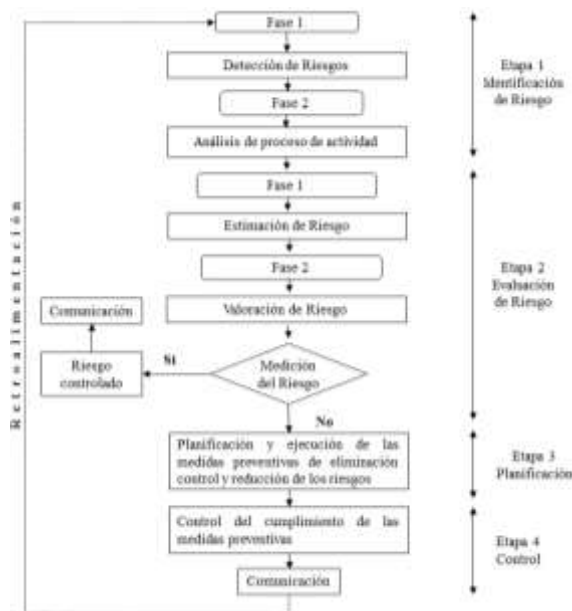 Fase 1
Detección de Riesgos
Fase 2
Análisis de proceso de actividad
Etapa 1
Identificación
de Riesgo
Fase 1
Estimación de Riesgo
Fase 2
Valoración de Riesgo
Etapa 2
Evaluación
de Riesgo
Retroalimentación
Comunicación
Riesgo
controlado
Si
Medición
del Riesgo
No
Planificación y ejecución de las
medidas preventivas de eliminación
control y reducción de los riesgos
Etapa 3
Planificación
Control del cumplimiento de las
medidas preventivas
Etapa 4
Control
Comunicación